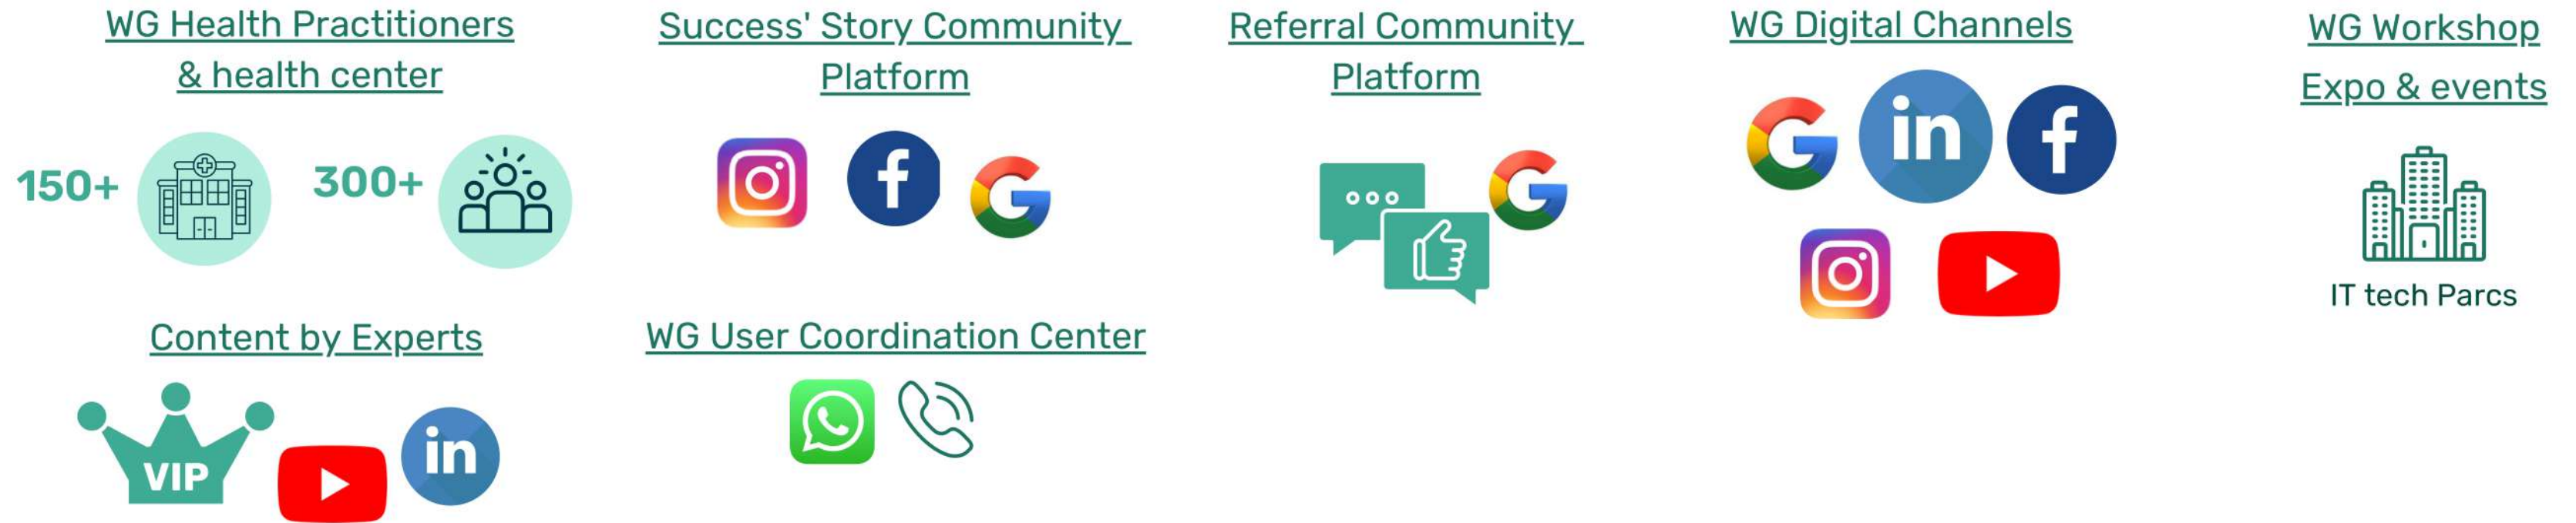 WG Health Practitioners
& health center
150+
300+
Success' Story Community
Platform
Referral Community
Platform
WG Digital Channels
WG Workshop
Expo & events
IT tech Parcs
Content by Experts
VIP
in
WG User Coordination Center